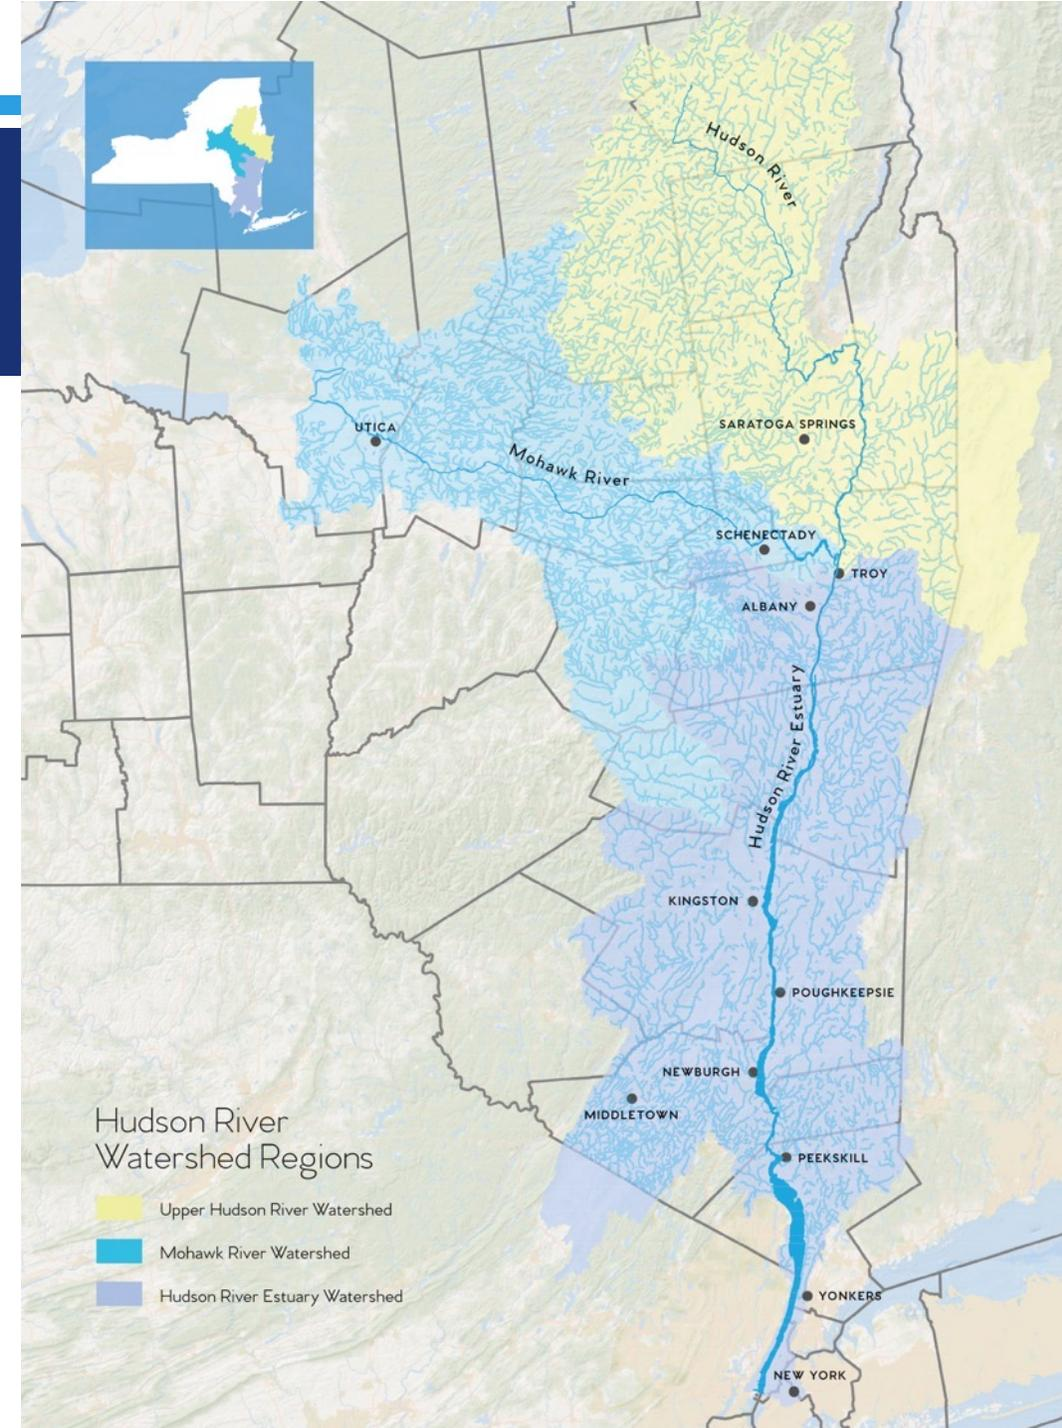 Hudson River
UTICA
SARATOGA SPRINGS
Mohawk River
SCHENECTADY
TROY
ALBANY
Hudson River Estuary
KINGSTON
POUGHKEEPSIE
NEWBURGH
MIDDLETOWN
PEEKSKILL
Hudson River
Watershed Regions
Upper Hudson River Watershed
Mohawk River Watershed
Hudson River Estuary Watershed
YONKERS
NEW YORK